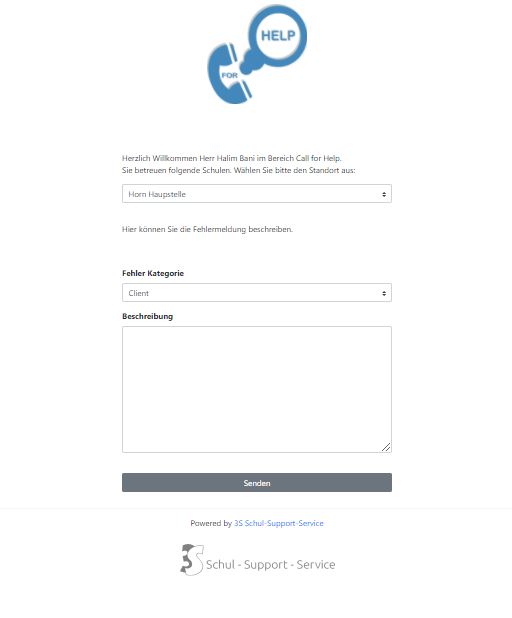 HELP
FOR
Herzlich Willkommen Herr Halim Bani im Bereich Call for Help.
Sie betreuen folgende Schulen. Wählen Sie bitte den Standort aus:
Horn Haupstelle
Hier können Sie die Fehlermeldung beschreiben.
Fehler Kategorie
Client
Beschreibung
Senden
Powered by 3S Schul-Support-Service
3S Schul - Support - Service